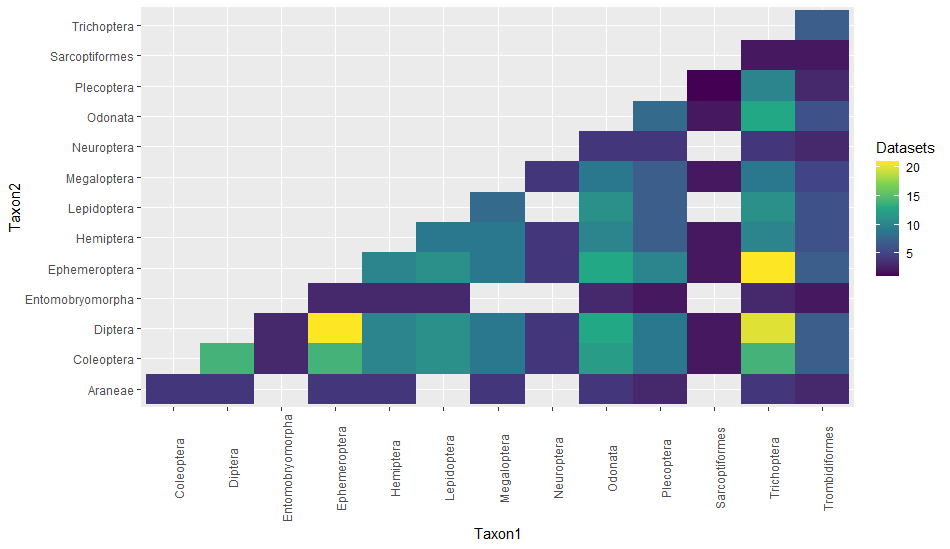 Taxon2
Trichoptera
Sarcoptiformes
Plecoptera
Odonata
Neuroptera
Megaloptera
Lepidoptera
Hemiptera
Ephemeroptera
Entomobryomorpha
Diptera
Coleoptera
Araneae
Coleoptera
Diptera
Entomobryomorpha
Ephemeroptera
Hemiptera
Lepidoptera
Megaloptera
Neuroptera
Odonata
Plecoptera
Sarcoptiformes
Trichoptera
Trombidiformes
Taxon1
Datasets
20
15
10
5